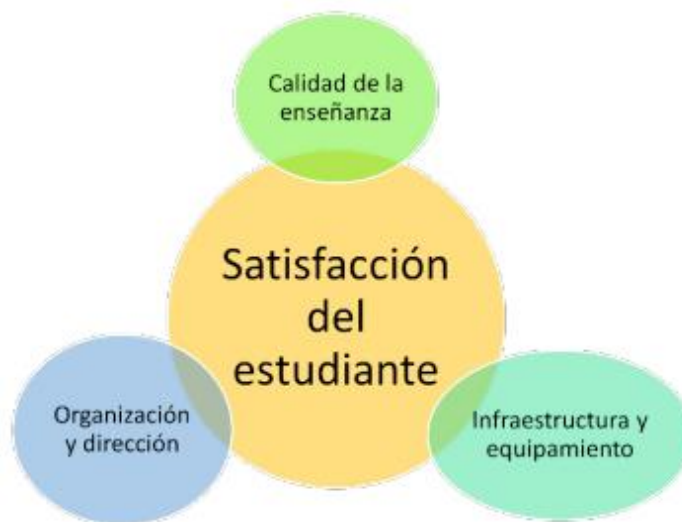 Calidad de la
enseñanza
Satisfacción
del
estudiante
Organización
y dirección
Infraestructura y
equipamiento